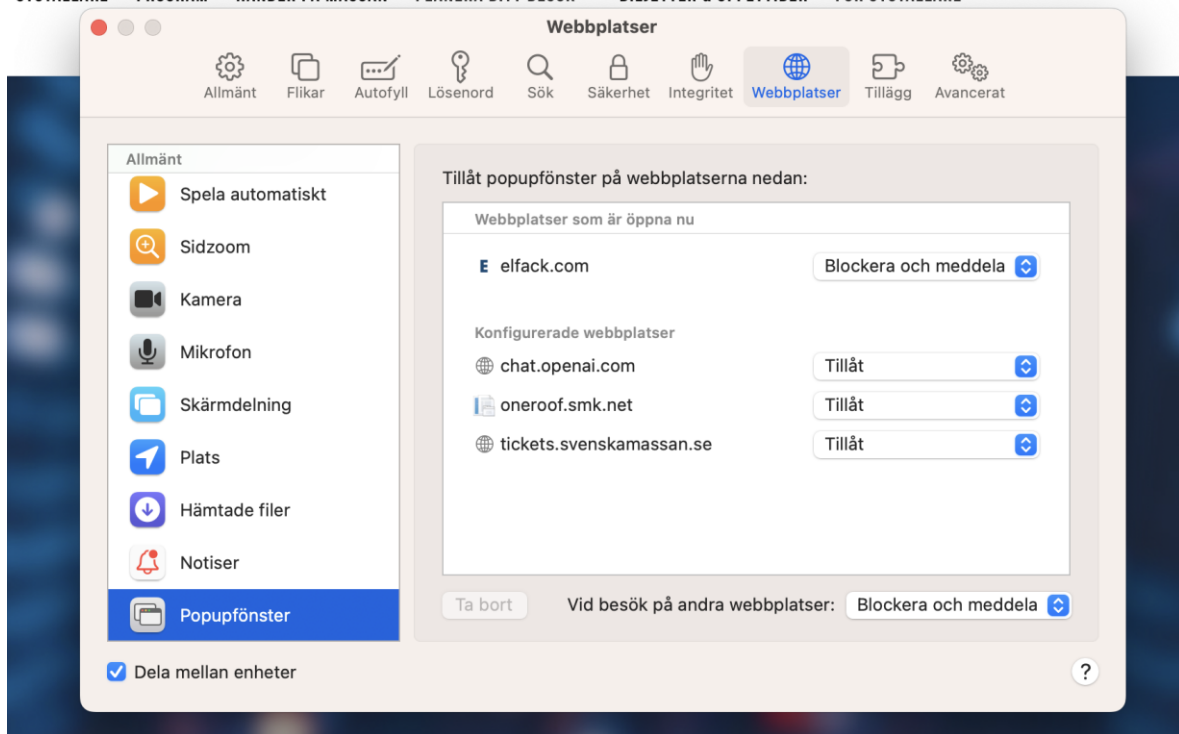 Webbplatser
Allmänt Flikar Autofyll Lösenord Sök Säkerhet Integritet Webbplatser Tillägg Avancerat
Allmänt
Spela automatiskt
Sidzoom
Kamera
Mikrofon
Skärmdelning
Plats
Hämtade filer
Notiser
Popupfönster
Tillåt popupfönster på webbplatserna nedan:
Webbplatser som är öppna nu
E elfack.com Blockera och meddela
Konfigurerade webbplatser
chat.openai.com Tillåt
oneroof.smk.net Tillåt
tickets.svenskamassan.se Tillåt
Ta bort Vid besök på andra webbplatser: Blockera och meddela
Dela mellan enheter ?